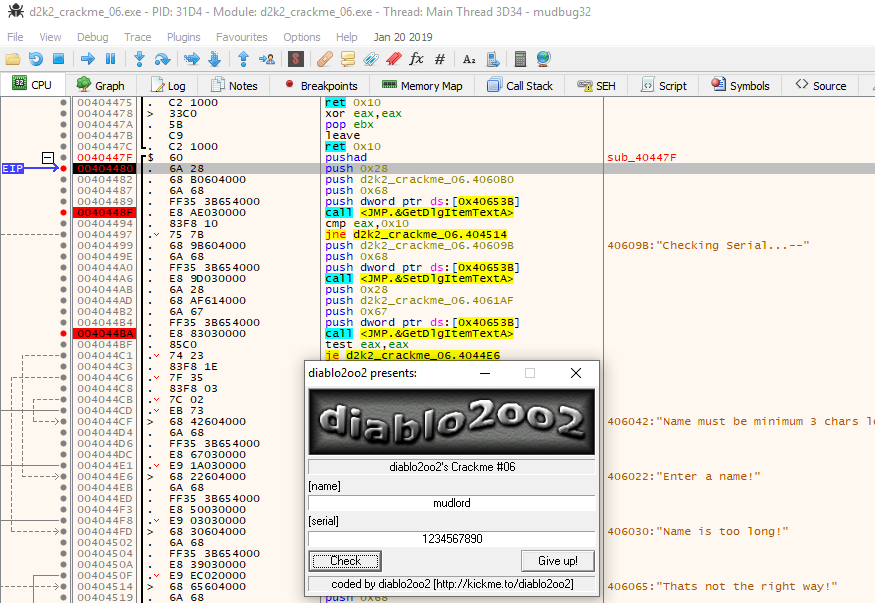 d2k2_crackme_06.exe - PID: 31D4 - Module: d2k2_crackme_06.exe - Thread: Main Thread 3D34 - mudbug32
File View Debug Trace Plugins Favourites Options Help Jan 20 2019
CPU Graph Log Notes Breakpoints Memory Map Call Stack SEH Script Symbols Source
00404475 . C2 1000 ret 0x10
00404478 > 33C0 xor eax,eax
0040447A . 5B pop ebx
0040447B . C9 leave
0040447C . C2 1000 ret 0x10
0040447F $ 60 pushad sub_40447F
EIP 00404480 . 6A 28 push 0x28
00404482 . 68 B0604000 push d2k2_crackme_06.4060B0
00404487 . 6A 68 push 0x68
00404489 . FF35 3B654000 push dword ptr ds:[0x40653B]
0040448F . E8 AE030000 call <JMP.&GetDlgItemTextA>
00404494 . 83F8 10 cmp eax,0x10
00404497 . 75 7B jne d2k2_crackme_06.404514
00404499 . 68 9B604000 push d2k2_crackme_06.40609B 40609B:"Checking Serial...--"
0040449E . 6A 68 push 0x68
004044A0 . FF35 3B654000 push dword ptr ds:[0x40653B]
004044A6 . E8 9D030000 call <JMP.&SetDlgItemTextA>
004044AB . 6A 28 push 0x28
004044AD . 68 AF614000 push d2k2_crackme_06.4061AF
004044B2 . 6A 67 push 0x67
004044B4 . FF35 3B654000 push dword ptr ds:[0x40653B]
004044BA . E8 83030000 call <JMP.&GetDlgItemTextA>
004044BF . 85C0 test eax,eax
004044C1 . 74 23 je d2k2_crackme_06.4044E6
004044C3 . 83F8 1E
004044C6 . 7F 35
004044C8 . 83F8 03
004044CB . 7C 02
004044CD . EB 73
004044CF > 68 42604000 406042:"Name must be minimum 3 chars l
004044D4 . 6A 68
004044D6 . FF35 3B654000
004044DC . E8 67030000
004044E1 . E9 1A030000
004044E6 > 68 22604000 406022:"Enter a name!"
004044EB . 6A 68
004044ED . FF35 3B654000
004044F3 . E8 50030000
004044F8 . E9 03030000
004044FD > 68 30604000 406030:"Name is too long!"
00404502 . 6A 68
00404504 . FF35 3B654000
0040450A . E8 39030000
0040450F . E9 EC020000
00404514 > 68 65604000 406065:"Thats not the right way!"
00404519 . 6A 68 push 0x68
diablo2oo2 presents:
diablo2oo2
diablo2oo2's Crackme #06
[name]
mudlord
[serial]
1234567890
Check Give up!
coded by diablo2oo2 [http://kickme.to/diablo2oo2]